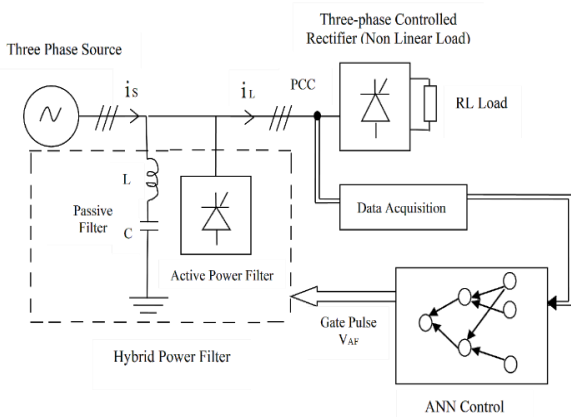 Three-phase Controlled
Rectifier (Non Linear Load)
Three Phase Source
iS
iL
PCC
RL Load
L
Passive
Filter
C
Data Acquisition
Active Power Filter
Gate Pulse
VAF
Hybrid Power Filter
ANN Control